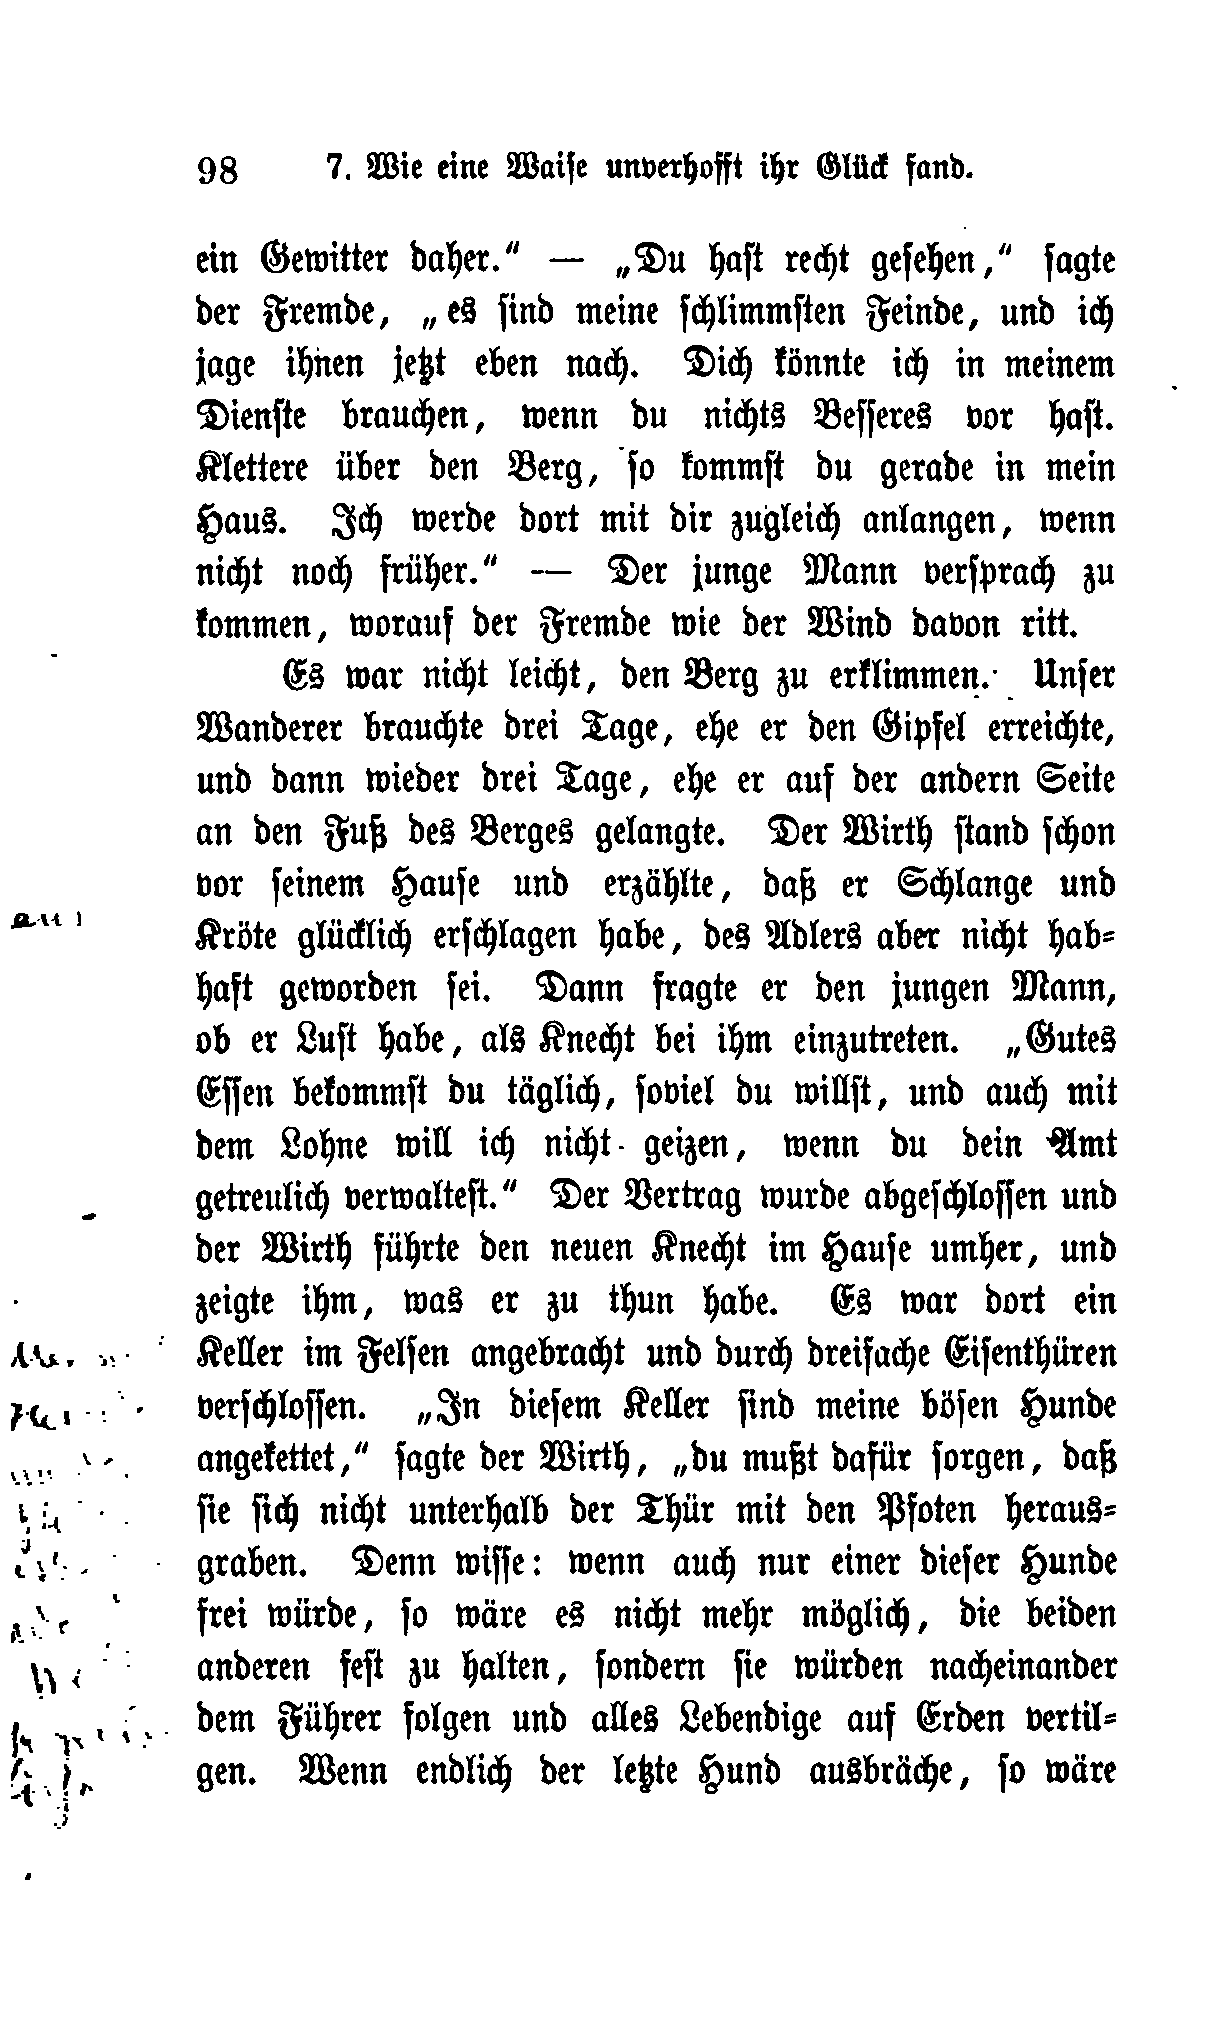 98 7. Wie eine Waise unverhofft ihr Glück fand.
ein Gewitter daher.“ — „Du hast recht gesehen,“ sagte
der Fremde, „es sind meine schlimmsten Feinde, und ich
jage ihnen jetzt eben nach. Dich könnte ich in meinem
Dienste brauchen, wenn du nichts Besseres vor hast.
Klettere über den Berg, so kommst du gerade in mein
Haus. Ich werde dort mit dir zugleich anlangen, wenn
nicht noch früher.“ — Der junge Mann versprach zu
kommen, worauf der Fremde wie der Wind davon ritt.
Es war nicht leicht, den Berg zu erklimmen. Unser
Wanderer brauchte drei Tage, ehe er den Gipfel erreichte,
und dann wieder drei Tage, ehe er auf der andern Seite
an den Fuß des Berges gelangte. Der Wirth stand schon
vor seinem Hause und erzählte, daß er Schlange und
Kröte glücklich erschlagen habe, des Adlers aber nicht hab-
haft geworden sei. Dann fragte er den jungen Mann,
ob er Lust habe, als Knecht bei ihm einzutreten. „Gutes
Essen bekommst du täglich, soviel du willst, und auch mit
dem Lohne will ich nicht geizen, wenn du dein Amt
getreulich verwaltest.“ Der Vertrag wurde abgeschlossen und
der Wirth führte den neuen Knecht im Hause umher, und
zeigte ihm, was er zu thun habe. Es war dort ein
Keller im Felsen angebracht und durch dreifache Eisenthüren
verschlossen. „In diesem Keller sind meine bösen Hunde
angekettet,“ sagte der Wirth, „du mußt dafür sorgen, daß
sie sich nicht unterhalb der Thür mit den Pfoten heraus-
graben. Denn wisse: wenn auch nur einer dieser Hunde
frei würde, so wäre es nicht mehr möglich, die beiden
anderen fest zu halten, sondern sie würden nacheinander
dem Führer folgen und alles Lebendige auf Erden vertil-
gen. Wenn endlich der letzte Hund ausbräche, so wäre